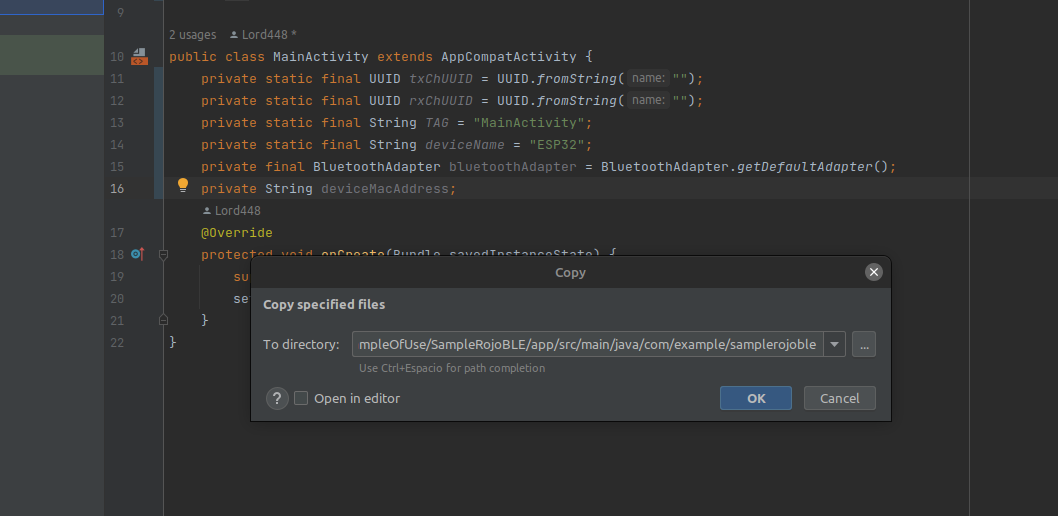 9
2 usages Lord448 *
10 public class MainActivity extends AppCompatActivity {
11 private static final UUID txChUUID = UUID.fromString( name: "");
12 private static final UUID rxChUUID = UUID.fromString( name: "");
13 private static final String TAG = "MainActivity";
14 private static final String deviceName = "ESP32";
15 private final BluetoothAdapter bluetoothAdapter = BluetoothAdapter.getDefaultAdapter();
16 private String deviceMacAddress;
Lord448
17 @Override
18 protected void onCreate(Bundle savedInstanceState) {
19 su
20 se
21 }
22 }
Copy
Copy specified files
To directory: mpleOfUse/SampleRojoBLE/app/src/main/java/com/example/samplerojoble ...
Use Ctrl+Espacio for path completion
? Open in editor OK Cancel